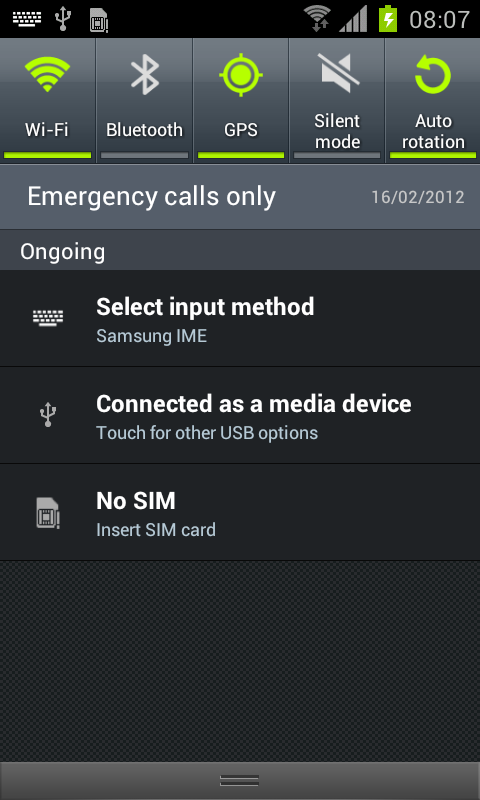 08:07
Wi-Fi
Bluetooth
GPS
Silent
mode
Auto
rotation
Emergency calls only
16/02/2012
Ongoing
Select input method
Samsung IME
Connected as a media device
Touch for other USB options
No SIM
Insert SIM card